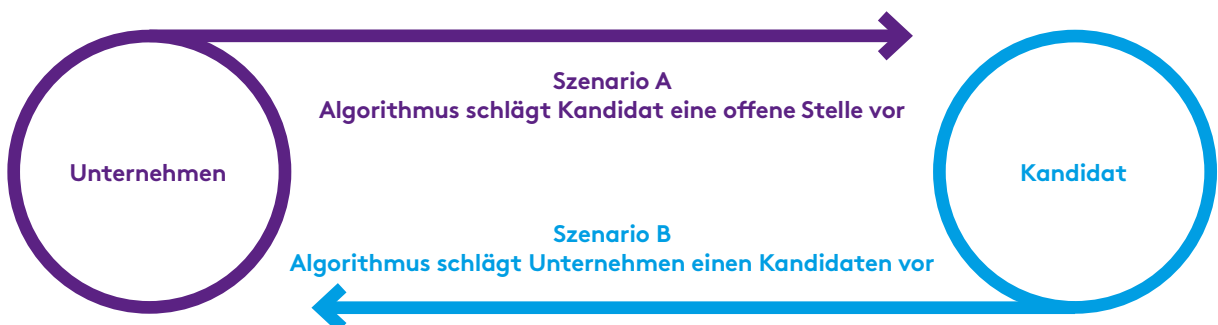 Szenario A
Algorithmus schlägt Kandidat eine offene Stelle vor
Unternehmen
Kandidat
Szenario B
Algorithmus schlägt Unternehmen einen Kandidaten vor